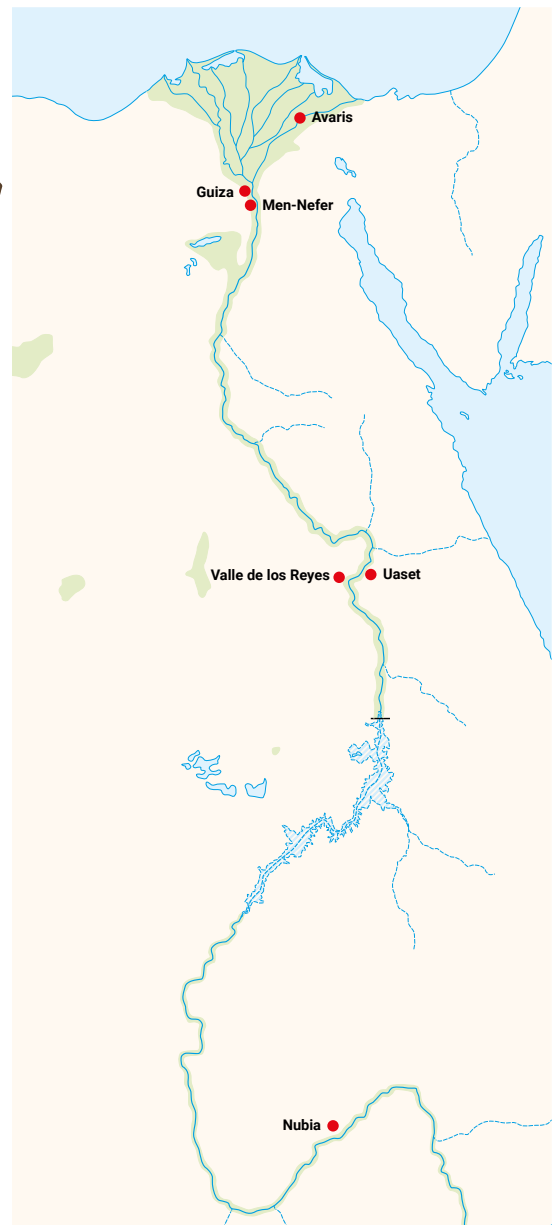 Avaris
Guiza
Men-Nefer
Valle de los Reyes
Uaset
Nubia